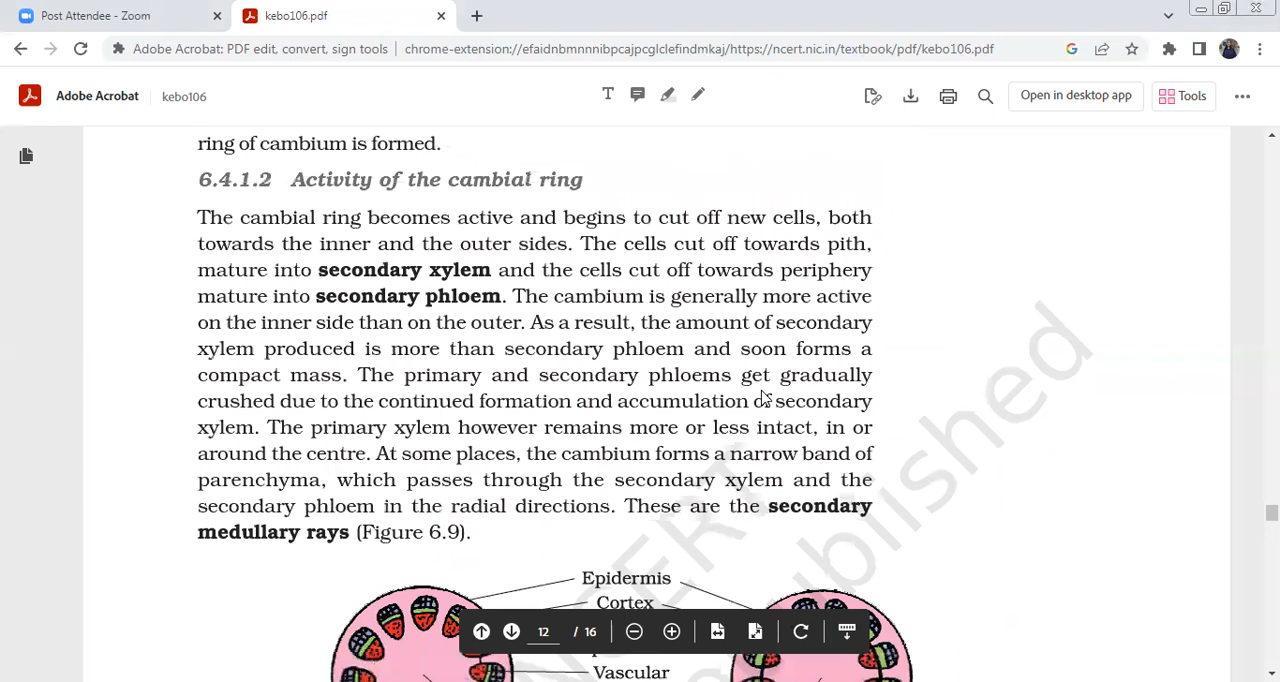 Post Attendee - Zoom
kebo106.pdf
Adobe Acrobat: PDF edit, convert, sign tools | chrome-extension://efaidnbmnnnibpcajpcglclefindmkaj/https://ncert.nic.in/textbook/pdf/kebo106.pdf
Adobe Acrobat kebo106
Open in desktop app
Tools
ring of cambium is formed.
6.4.1.2 Activity of the cambial ring
The cambial ring becomes active and begins to cut off new cells, both
towards the inner and the outer sides. The cells cut off towards pith,
mature into secondary xylem and the cells cut off towards periphery
mature into secondary phloem. The cambium is generally more active
on the inner side than on the outer. As a result, the amount of secondary
xylem produced is more than secondary phloem and soon forms a
compact mass. The primary and secondary phloems get gradually
crushed due to the continued formation and accumulation of secondary
xylem. The primary xylem however remains more or less intact, in or
around the centre. At some places, the cambium forms a narrow band of
parenchyma, which passes through the secondary xylem and the
secondary phloem in the radial directions. These are the secondary
medullary rays (Figure 6.9).
Epidermis
Cortex
12 / 16
Vascular